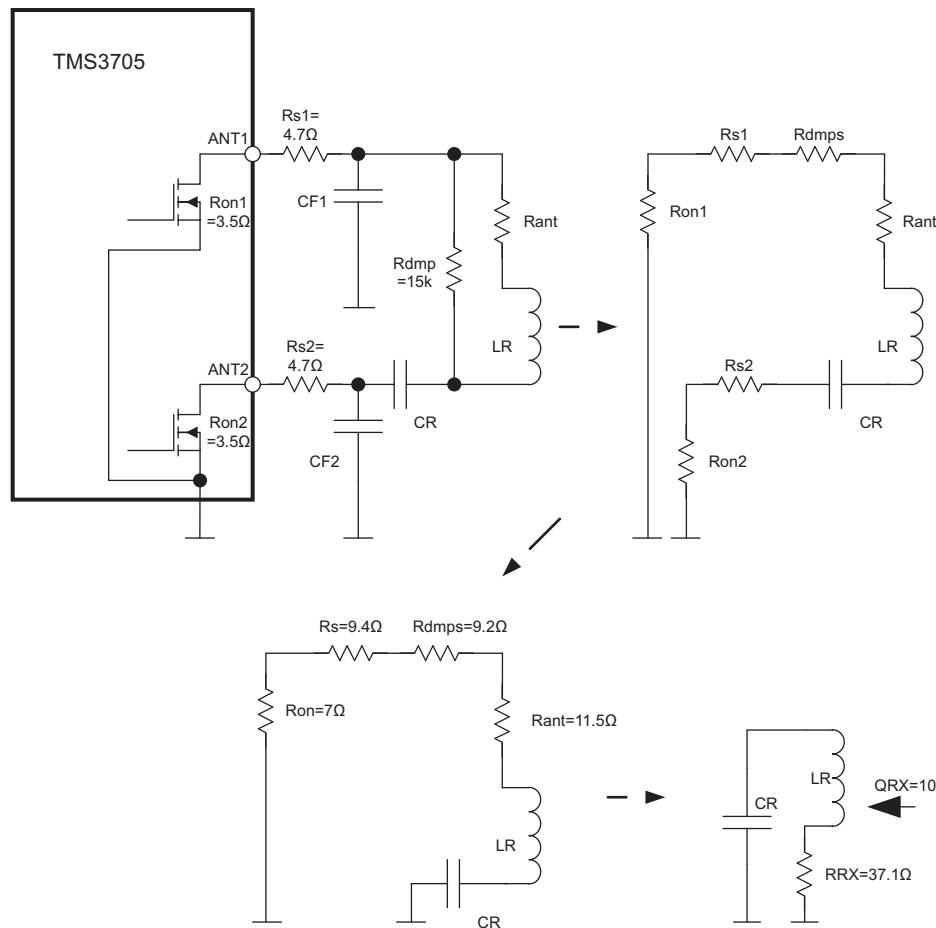 TMS3705
ANT1
Rs1=
4.7Ω
Ron1
=3.5Ω
CF1
Rdmp
=15k
Rant
LR
ANT2
Rs2=
4.7Ω
Ron2
=3.5Ω
CF2
CR
Rs1
Rdmps
Ron1
Rant
LR
Rs2
CR
Ron2
Rs=9.4Ω
Rdmps=9.2Ω
Ron=7Ω
Rant=11.5Ω
LR
CR
CR
LR
QRX=10
RRX=37.1Ω